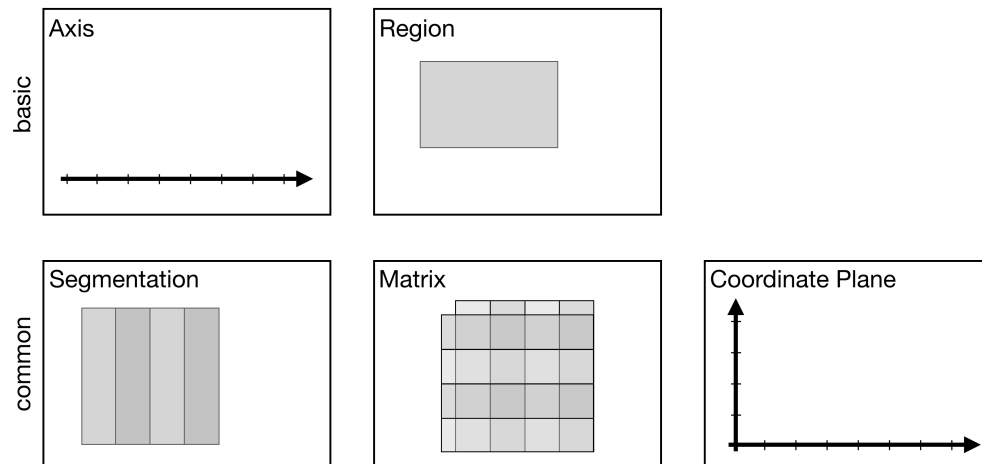 basic
Axis
Region
common
Segmentation
Matrix
Coordinate Plane